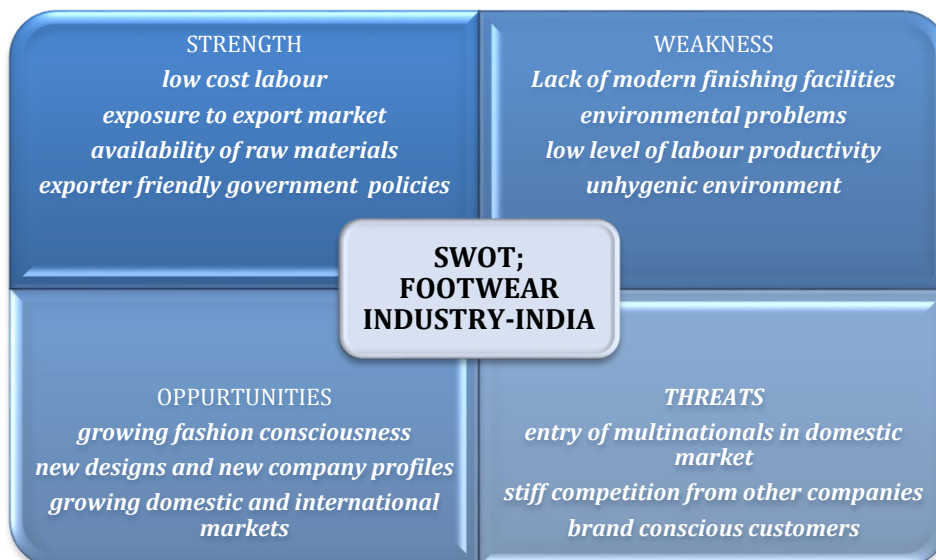 STRENGTH
low cost labour
exposure to export market
availability of raw materials
exporter friendly government policies
WEAKNESS
Lack of modern finishing facilities
environmental problems
low level of labour productivity
unhygenic environment
SWOT;
FOOTWEAR
INDUSTRY-INDIA
OPPURTUNITIES
growing fashion consciousness
new designs and new company profiles
growing domestic and international
markets
THREATS
entry of multinationals in domestic
market
stiff competition from other companies
brand conscious customers